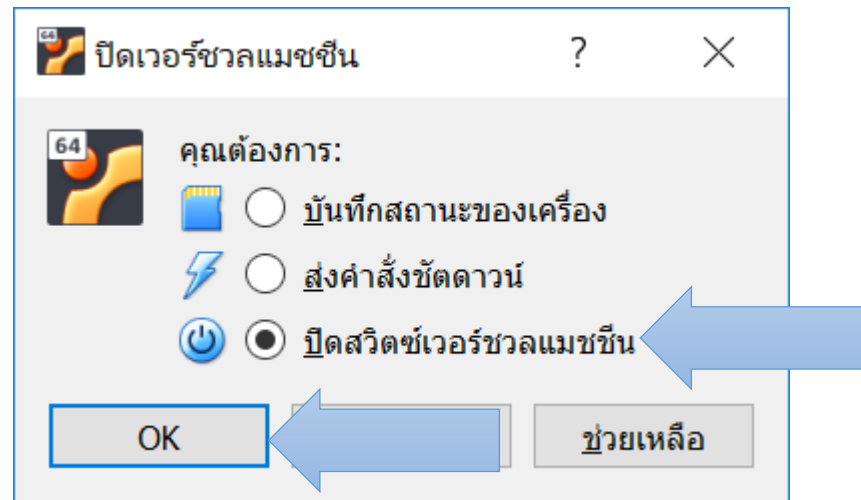 64
ปิดเวอร์ชวลแมชชีน ?
64
คุณต้องการ:
บันทึกสถานะของเครื่อง
ส่งคำสั่งชัตดาวน์
ปิดสวิตซ์เวอร์ชวลแมชชีน
OK ช่วยเหลือ